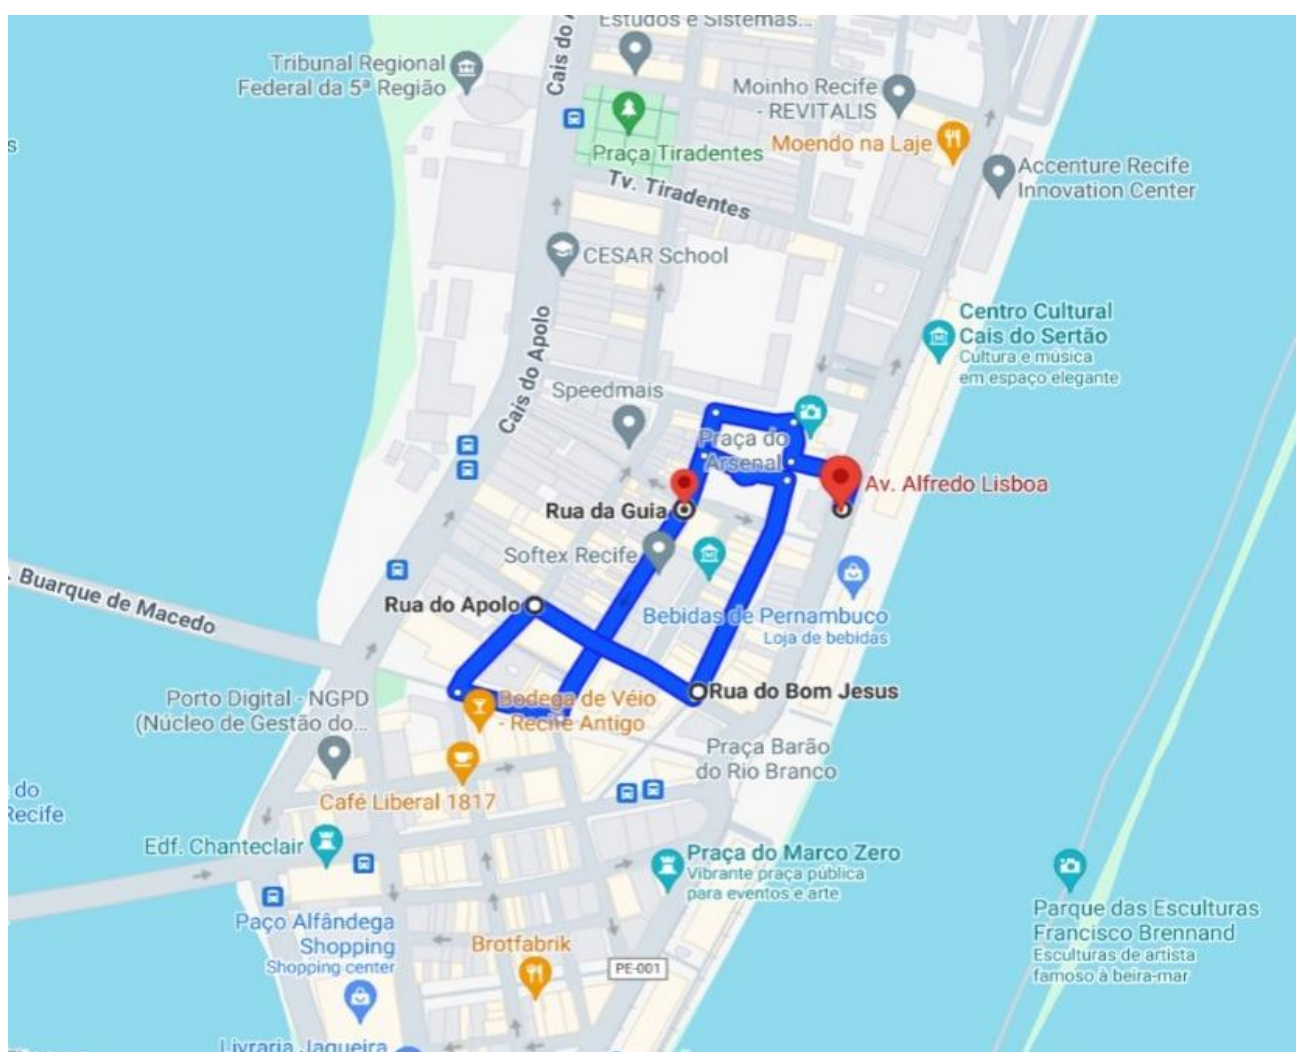 Estudos e Sistemas...
Cais do A
Tribunal Regional
Federal da 5ª Região
Moinho Recife
- REVITALIS
Moendo na Laje
Praça Tiradentes
Tv. Tiradentes
Accenture Recife
Innovation Center
s
CESAR School
Centro Cultural
Cais do Sertão
Cultura e música
em espaço elegante
Cais do Apolo
Speedmais
Praça do
Arsenal
Av. Alfredo Lisboa
Rua da Guia
Softex Recife
. Buarque de Macedo
Rua do Apolo
Bebidas de Pernambuco
Loja de bebidas
Rua do Bom Jesus
Porto Digital - NGPD
(Núcleo de Gestão do...
Bodega de Véio
- Recife Antigo
Praça Barão
do Rio Branco
do
Recife
Café Liberal 1817
Edf. Chanteclair
Praça do Marco Zero
Vibrante praça pública
para eventos e arte
Paço Alfândega
Shopping
Shopping center
Brotfabrik
PE-001
Parque das Esculturas
Francisco Brennand
Esculturas de artista
famoso à beira-mar
Livraria Jaqueira